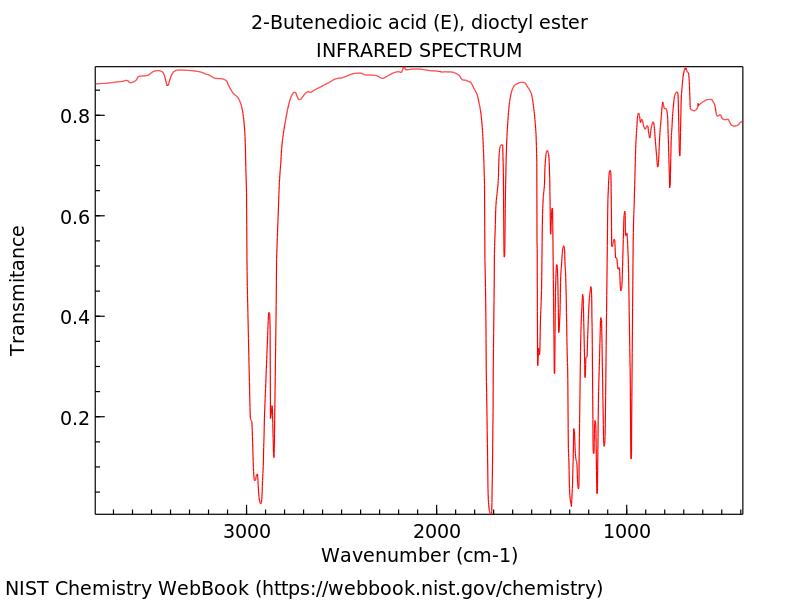 2-Butenedioic acid (E), dioctyl ester
INFRARED SPECTRUM
0.8
0.6
0.4
0.2
Transmitance
3000 2000 1000
Wavenumber (cm-1)
NIST Chemistry WebBook (https://webbook.nist.gov/chemistry)